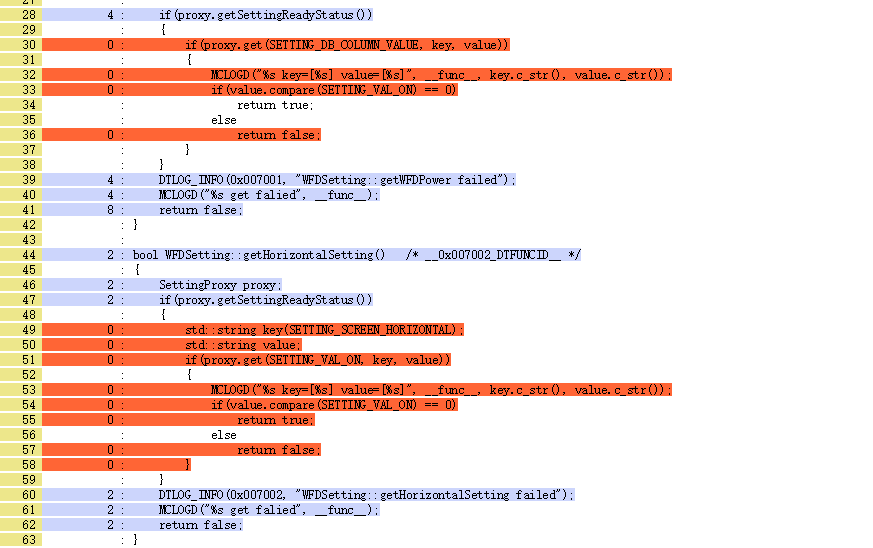 27 :
28 4 : if(proxy.getSettingReadyStatus())
29 : {
30 0 : if(proxy.get(SETTING_DB_COLUMN_VALUE, key, value))
31 : {
32 0 : MCLOGD("%s key=[%s] value=[%s]", __func__, key.c_str(), value.c_str());
33 0 : if(value.compare(SETTING_VAL_ON) == 0)
34 : return true;
35 : else
36 0 : return false;
37 : }
38 : }
39 4 : DTLOG_INFO(0x007001, "WFDSetting::getWFDPower failed");
40 4 : MCLOGD("%s get falied", __func__);
41 8 : return false;
42 : }
43 :
44 2 : bool WFDSetting::getHorizontalSetting() /* __0x007002_DTFUNCID__ */
45 : {
46 2 : SettingProxy proxy;
47 2 : if(proxy.getSettingReadyStatus())
48 : {
49 0 : std::string key(SETTING_SCREEN_HORIZONTAL);
50 0 : std::string value;
51 0 : if(proxy.get(SETTING_VAL_ON, key, value))
52 : {
53 0 : MCLOGD("%s key=[%s] value=[%s]", __func__, key.c_str(), value.c_str());
54 0 : if(value.compare(SETTING_VAL_ON) == 0)
55 0 : return true;
56 : else
57 0 : return false;
58 0 : }
59 : }
60 2 : DTLOG_INFO(0x007002, "WFDSetting::getHorizontalSetting failed");
61 2 : MCLOGD("%s get falied", __func__);
62 2 : return false;
63 : }